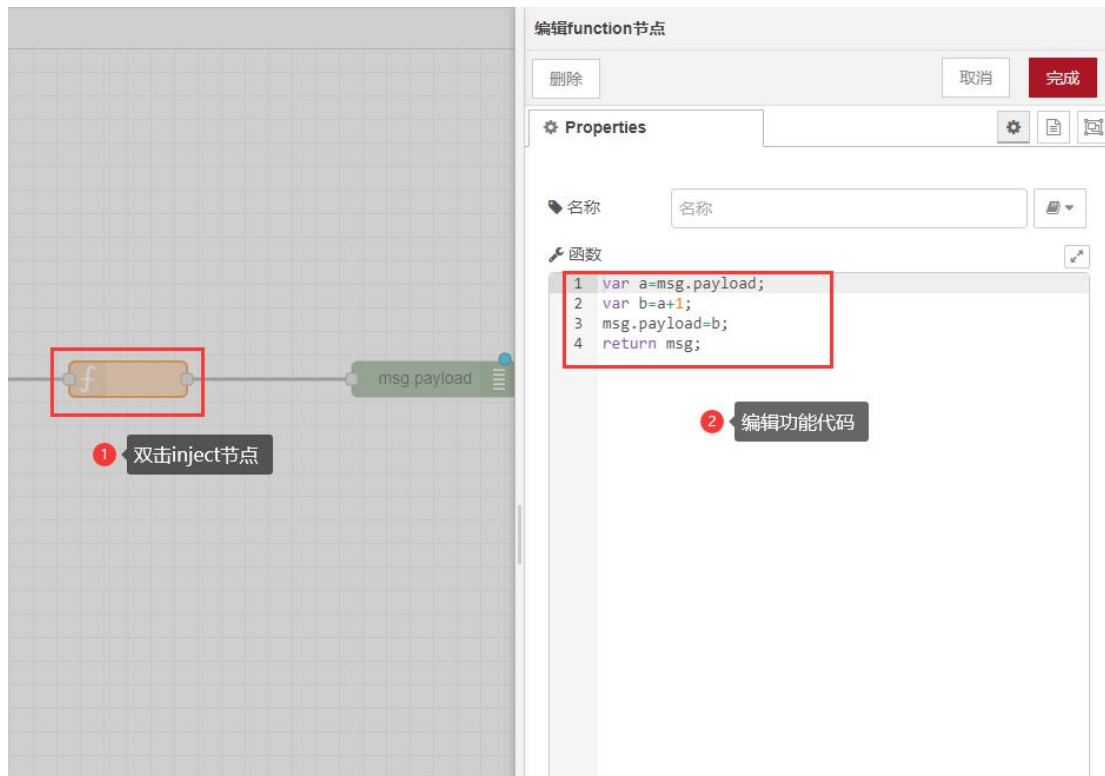 编辑function节点
删除
取消
完成
Properties
名称
名称
函数
1 var a=msg.payload;
2 var b=a+1;
3 msg.payload=b;
4 return msg;
msg.payload
2 编辑功能代码
1 双击inject节点